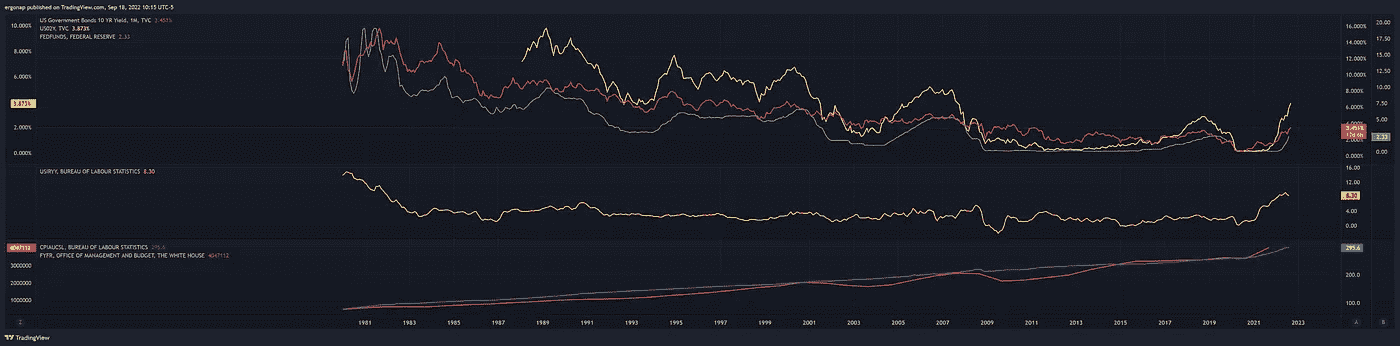 ergonap published on TradingView.com, Sep 18, 2022 10:15 UTC-5
US Government Bonds 10 YR Yield, 1M, TVC 3.451%
US02Y, TVC 3.873%
FEDFUNDS, FEDERAL RESERVE 2.33
10.000%
8.000%
6.000%
3.873%
2.000%
0.000%
16.000%
14.000%
12.000%
10.000%
8.000%
6.000%
4.000%
3.451%
12d 6h
0.000%
20.00
17.50
15.00
12.50
10.00
7.50
5.00
2.33
0.00
USIRYY, BUREAU OF LABOUR STATISTICS 8.30
16.00
12.00
8.30
4.00
0.00
CPIAUCSL, BUREAU OF LABOUR STATISTICS 295.6
FYFR, OFFICE OF MANAGEMENT AND BUDGET, THE WHITE HOUSE 4047112
4047112
3000000
2000000
1000000
295.6
200.0
100.0
1981 1983 1985 1987 1989 1991 1993 1995 1997 1999 2001 2003 2005 2007 2009 2011 2013 2015 2017 2019 2021 2023
Z
A
B
TradingView